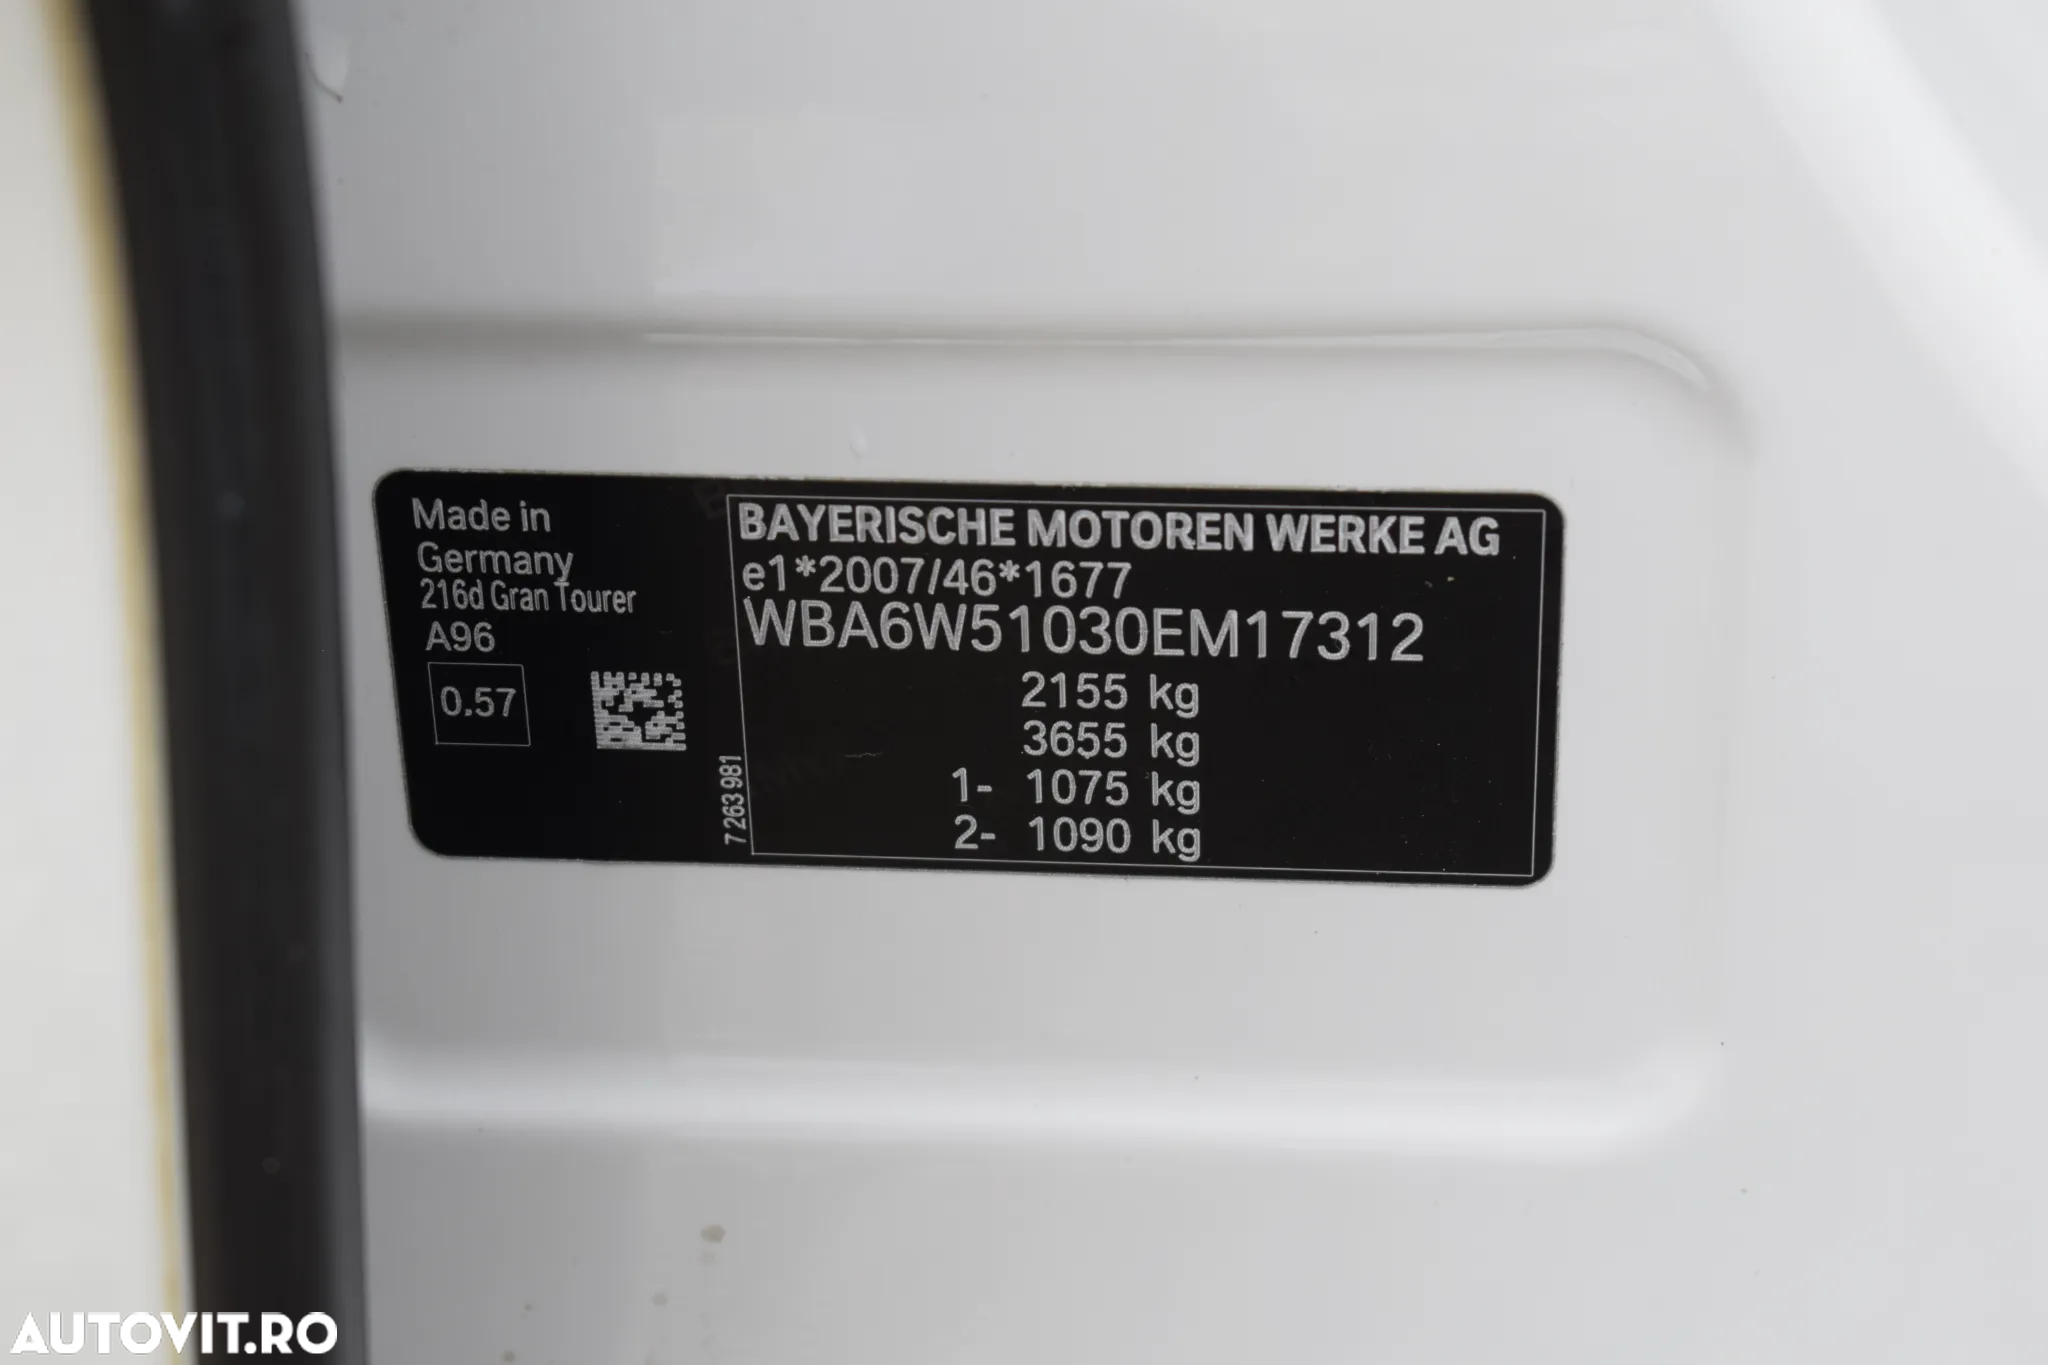 Made in
Germany
216d Gran Tourer
A96
0.57
7 263 981
BAYERISCHE MOTOREN WERKE AG
e1*2007/46*1677
WBA6W51030EM17312
2155 kg
3655 kg
1- 1075 kg
2- 1090 kg
AUTOVIT.RO